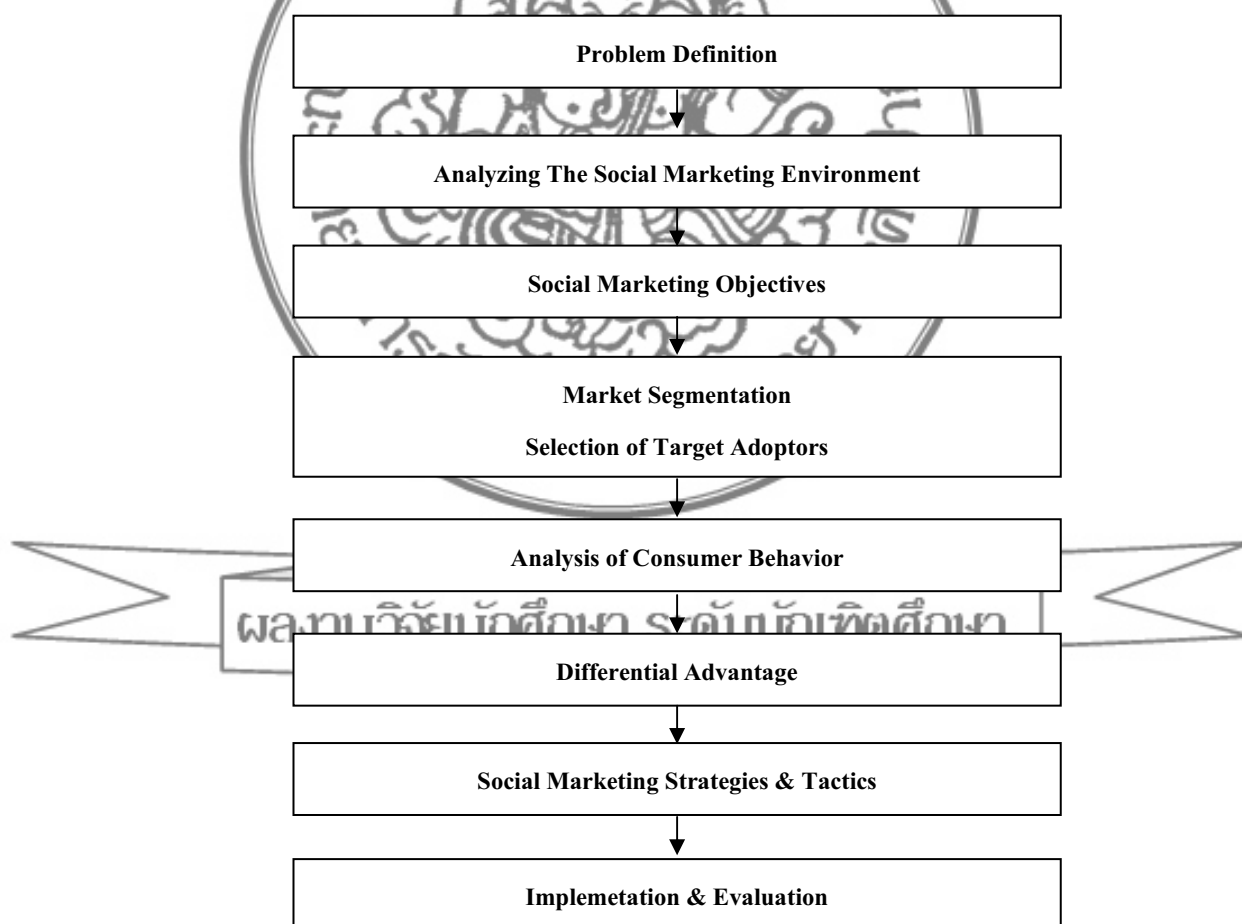 Problem Definition
Analyzing The Social Marketing Environment
Social Marketing Objectives
Market Segmentation
Selection of Target Adoptors
Analysis of Consumer Behavior
ผลงานวิจัยนักศึกษา ระดับบัณฑิตศึกษา
Differential Advantage
Social Marketing Strategies & Tactics
Implemetation & Evaluation